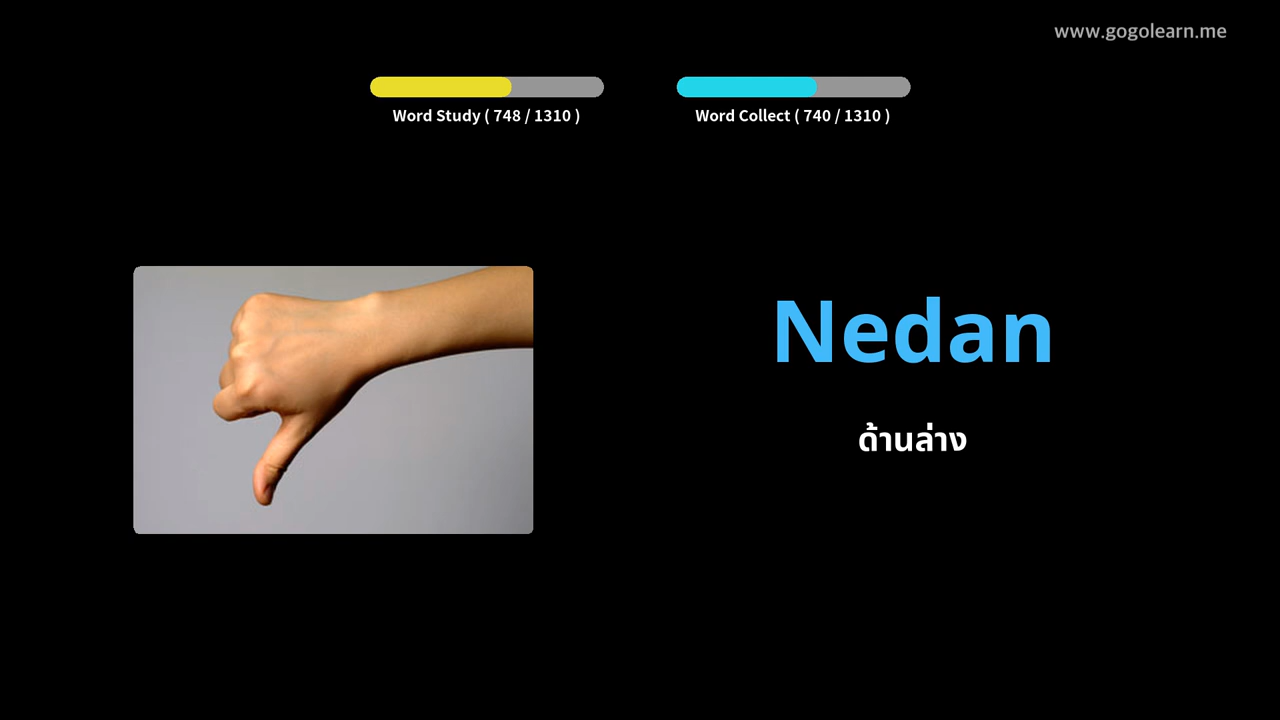 www.gogolearn.me
Word Study ( 748 / 1310 )
Word Collect ( 740 / 1310 )
Nedan
ด้านล่าง